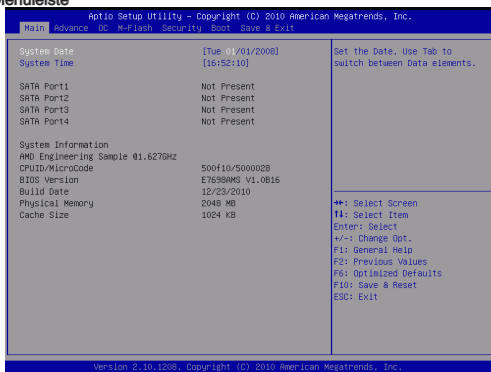 Menüleiste
Aptio Setup Utility – Copyright (C) 2010 American Megatrends, Inc.
Main Advance OC M-Flash Security Boot Save & Exit
System Date [Tue 01/01/2008]
System Time [16:52:10]
SATA Port1 Not Present
SATA Port2 Not Present
SATA Port3 Not Present
SATA Port4 Not Present
System Information
AMD Engineering Sample @1.627GHz
CPUID/MicroCode 500f10/5000028
BIOS Version E7698AMS V1.0B16
Build Date 12/23/2010
Physical Memory 2048 MB
Cache Size 1024 KB
Set the Date. Use Tab to
switch between Data elements.
→←: Select Screen
↑↓: Select Item
Enter: Select
+/-: Change Opt.
F1: General Help
F2: Previous Values
F6: Optimized Defaults
F10: Save & Reset
ESC: Exit
Version 2.10.1208. Copyright (C) 2010 American Megatrends, Inc.